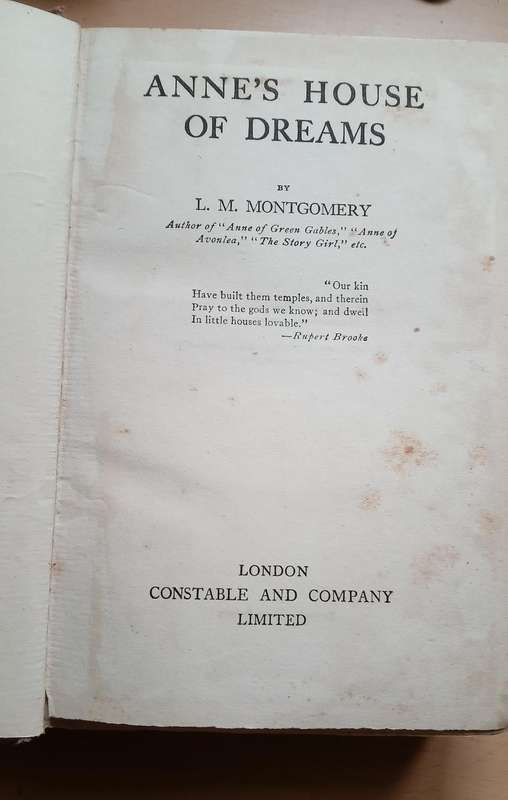 ANNE'S HOUSE
OF DREAMS
BY
L. M. MONTGOMERY
Author of "Anne of Green Gables," "Anne of
Avonlea," "The Story Girl," etc.
"Our kin
Have built them temples, and therein
Pray to the gods we know; and dwell
In little houses lovable."
—Rupert Brooke
LONDON
CONSTABLE AND COMPANY
LIMITED